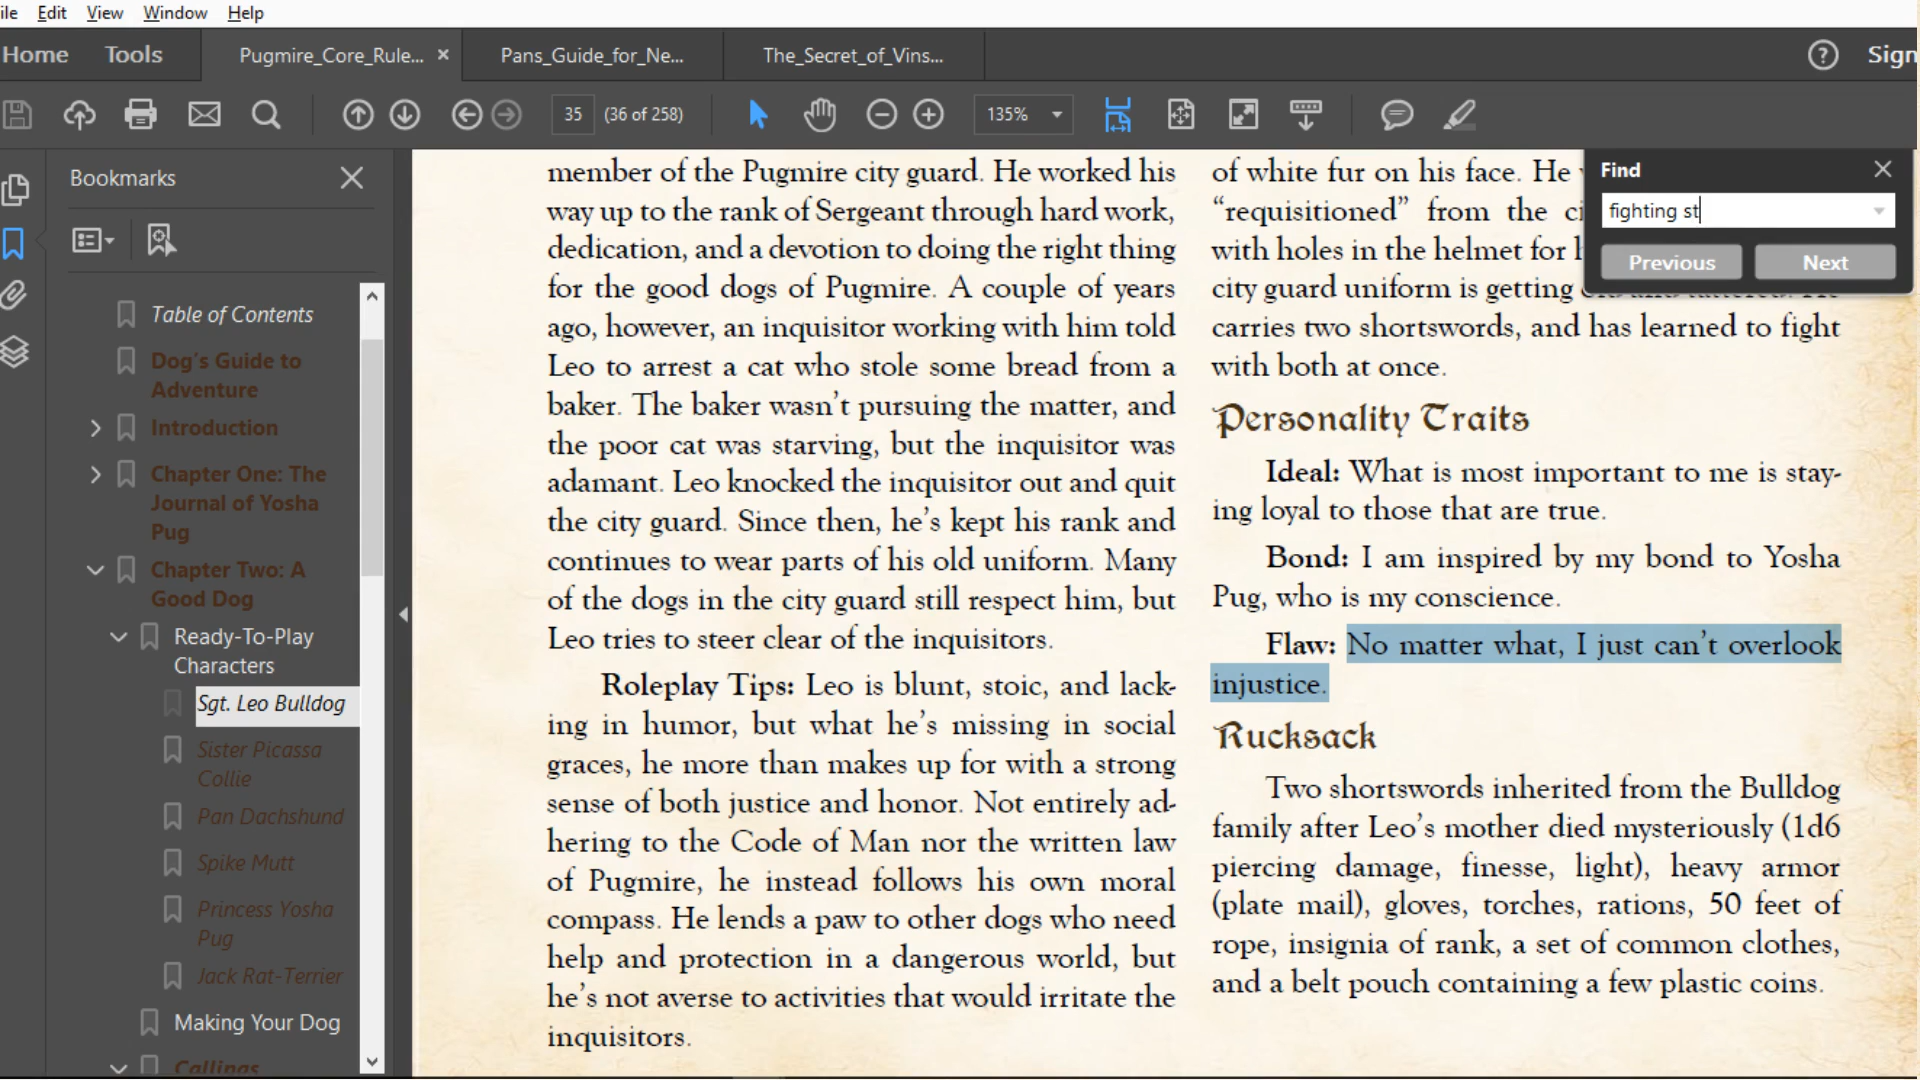 ile Edit View Window Help
Home Tools Pugmire_Core_Rule... × Pans_Guide_for_Ne... The_Secret_of_Vins... ? Sign
35 (36 of 258) 135%
Bookmarks
Table of Contents
Dog's Guide to
Adventure
Introduction
Chapter One: The
Journal of Yosha
Pug
Chapter Two: A
Good Dog
Ready-To-Play
Characters
Sgt. Leo Bulldog
Sister Picassa
Collie
Pan Dachshund
Spike Mutt
Princess Yosha
Pug
Jack Rat-Terrier
Making Your Dog
Callings
member of the Pugmire city guard. He worked his
way up to the rank of Sergeant through hard work,
dedication, and a devotion to doing the right thing
for the good dogs of Pugmire. A couple of years
ago, however, an inquisitor working with him told
Leo to arrest a cat who stole some bread from a
baker. The baker wasn't pursuing the matter, and
the poor cat was starving, but the inquisitor was
adamant. Leo knocked the inquisitor out and quit
the city guard. Since then, he's kept his rank and
continues to wear parts of his old uniform. Many
of the dogs in the city guard still respect him, but
Leo tries to steer clear of the inquisitors.
Roleplay Tips: Leo is blunt, stoic, and lack-
ing in humor, but what he's missing in social
graces, he more than makes up for with a strong
sense of both justice and honor. Not entirely ad-
hering to the Code of Man nor the written law
of Pugmire, he instead follows his own moral
compass. He lends a paw to other dogs who need
help and protection in a dangerous world, but
he's not averse to activities that would irritate the
inquisitors.
of white fur on his face. He
"requisitioned" from the ci
with holes in the helmet for h
city guard uniform is getting
carries two shortswords, and has learned to fight
with both at once.
Personality Traits
Ideal: What is most important to me is stay-
ing loyal to those that are true.
Bond: I am inspired by my bond to Yosha
Pug, who is my conscience.
Flaw: No matter what, I just can't overlook
injustice.
Rucksack
Two shortswords inherited from the Bulldog
family after Leo's mother died mysteriously (1d6
piercing damage, finesse, light), heavy armor
(plate mail), gloves, torches, rations, 50 feet of
rope, insignia of rank, a set of common clothes,
and a belt pouch containing a few plastic coins.
Find
fighting st
Previous Next